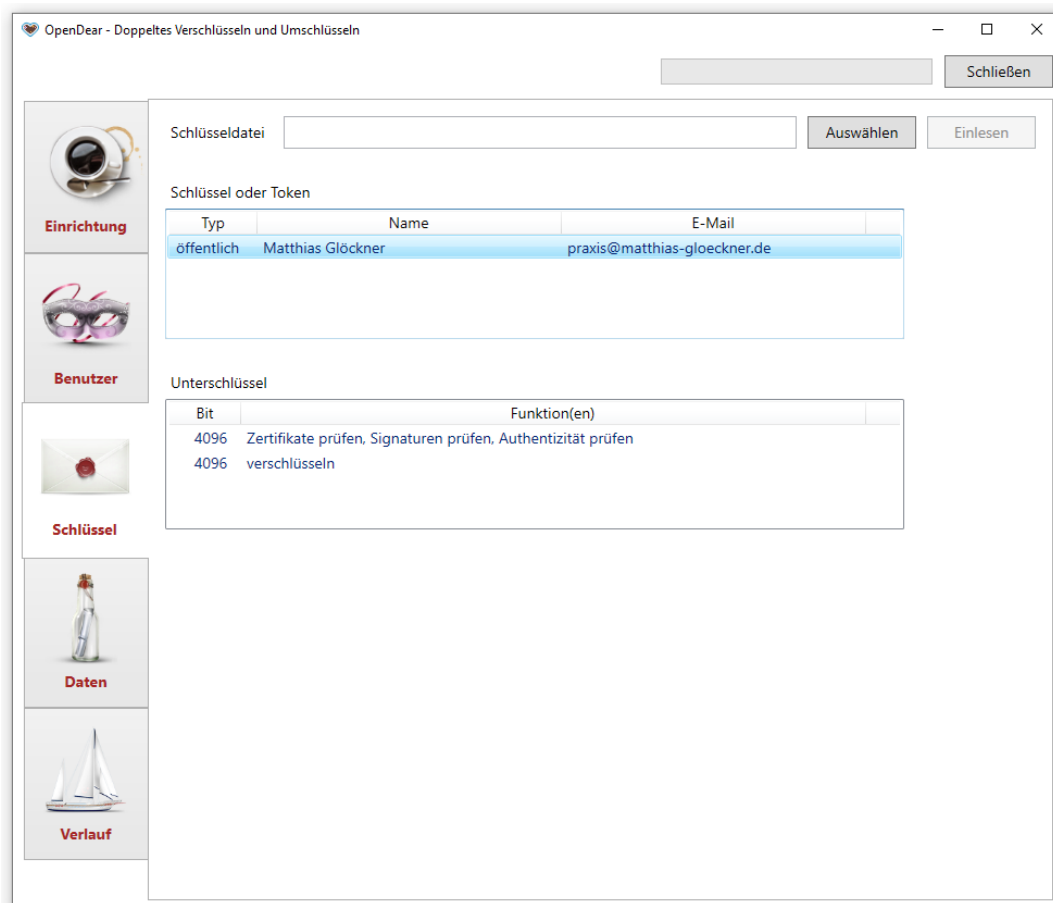 OpenDear - Doppeltes Verschlüsseln und Umschlüsseln
Schließen
Schlüsseldatei Auswählen Einlesen
Schlüssel oder Token
Typ Name E-Mail
öffentlich Matthias Glöckner praxis@matthias-gloeckner.de
Unterschlüssel
Bit Funktion(en)
4096 Zertifikate prüfen, Signaturen prüfen, Authentizität prüfen
4096 verschlüsseln
Einrichtung
Benutzer
Schlüssel
Daten
Verlauf